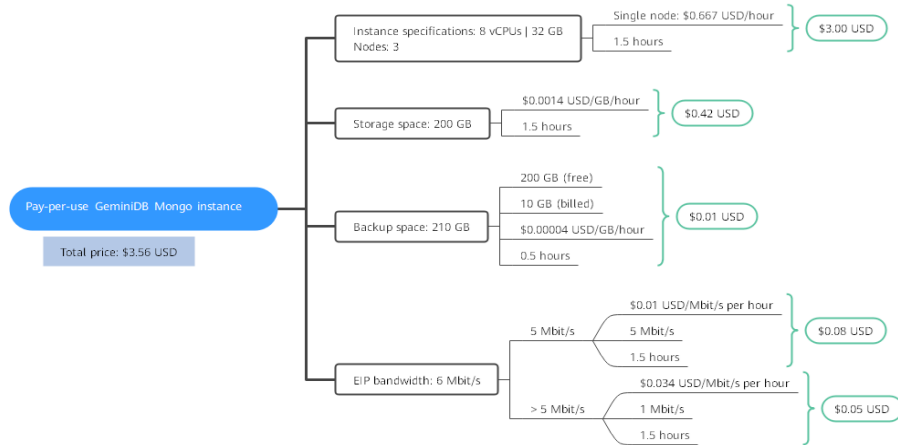 Pay-per-use GeminiDB Mongo instance
Total price: $3.56 USD
Instance specifications: 8 vCPUs | 32 GB
Nodes: 3
Single node: $0.667 USD/hour
1.5 hours
$3.00 USD
Storage space: 200 GB
$0.0014 USD/GB/hour
1.5 hours
$0.42 USD
Backup space: 210 GB
200 GB (free)
10 GB (billed)
$0.00004 USD/GB/hour
0.5 hours
$0.01 USD
EIP bandwidth: 6 Mbit/s
5 Mbit/s
$0.01 USD/Mbit/s per hour
5 Mbit/s
1.5 hours
$0.08 USD
> 5 Mbit/s
$0.034 USD/Mbit/s per hour
1 Mbit/s
1.5 hours
$0.05 USD